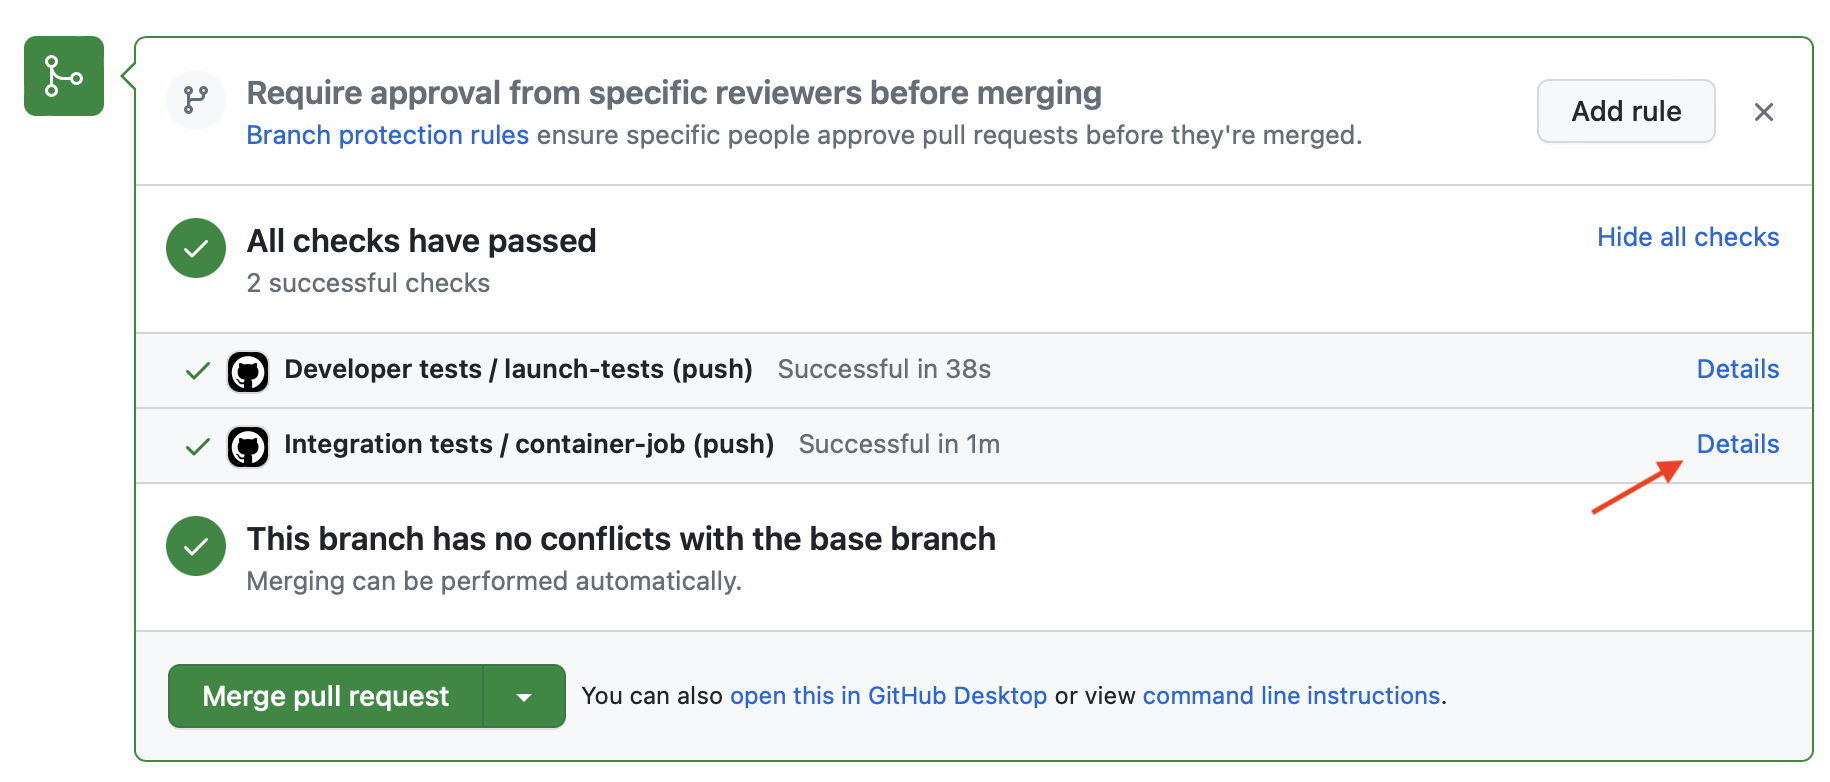 Require approval from specific reviewers before merging
Add rule
Branch protection rules ensure specific people approve pull requests before they're merged.
All checks have passed
Hide all checks
2 successful checks
Developer tests / launch-tests (push) Successful in 38s Details
Integration tests / container-job (push) Successful in 1m Details
This branch has no conflicts with the base branch
Merging can be performed automatically.
Merge pull request You can also open this in GitHub Desktop or view command line instructions.